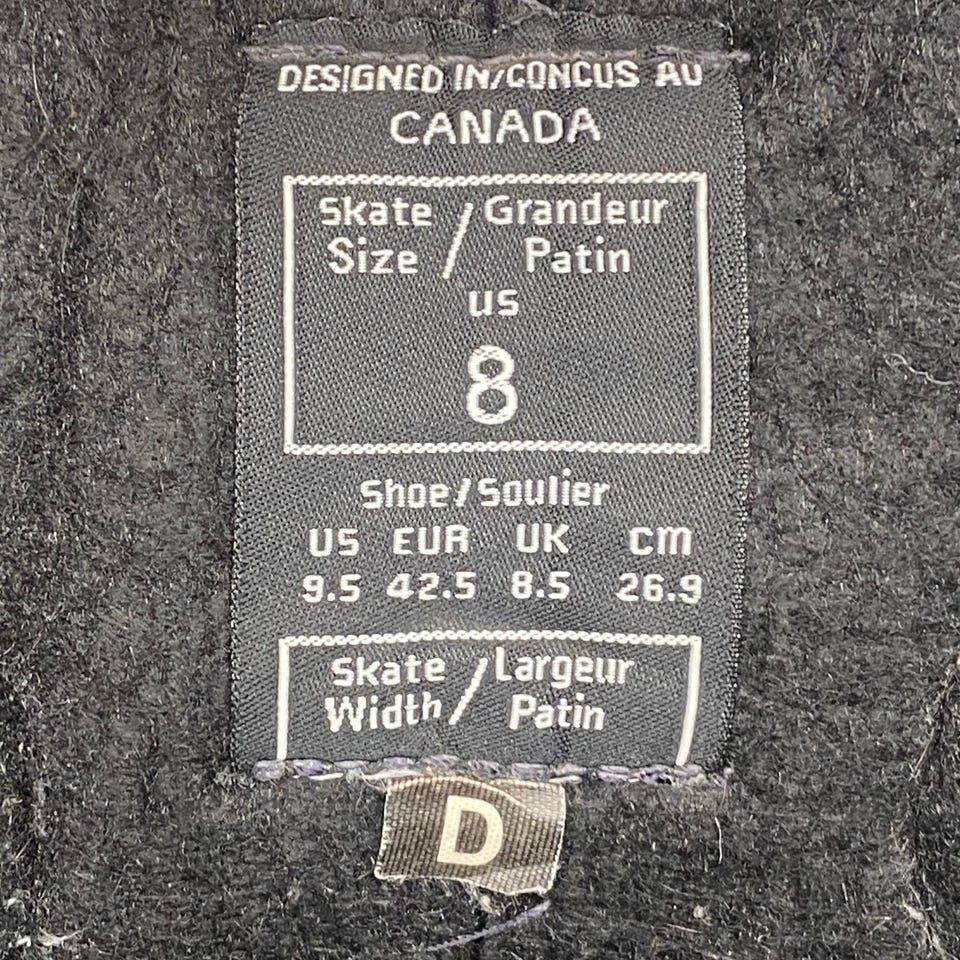 DESIGNED IN/CONCUS AU
CANADA
Skate / Grandeur
Size / Patin
US
8
Shoe/Soulier
US EUR UK cm
9.5 42.5 8.5 26.9
Skate / Largeur
Width / Patin
D